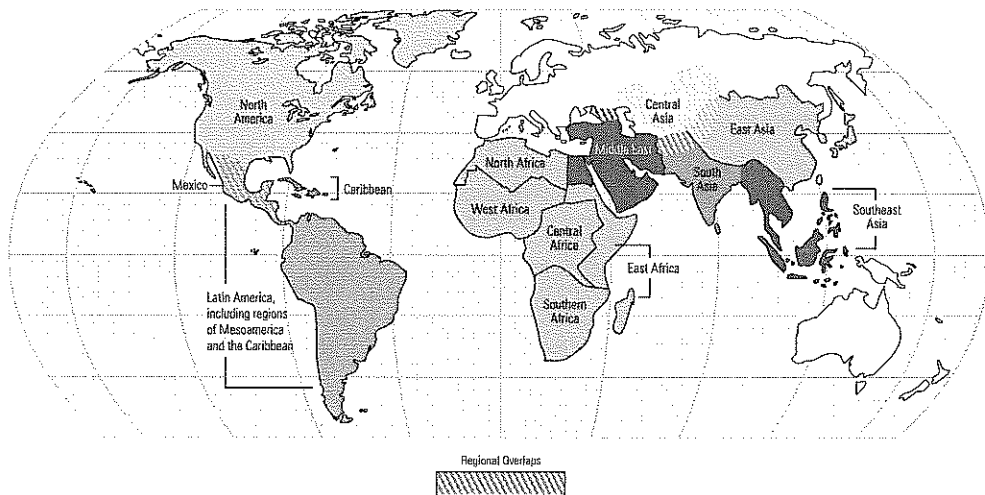 North
America
Mexico
Caribbean
Latin America,
including regions
of Mesoamerica
and the Caribbean
North Africa
West Africa
Central
Africa
East Africa
Southern
Africa
Middle East
Central
Asia
East Asia
South
Asia
Southeast
Asia
Regional Overlaps